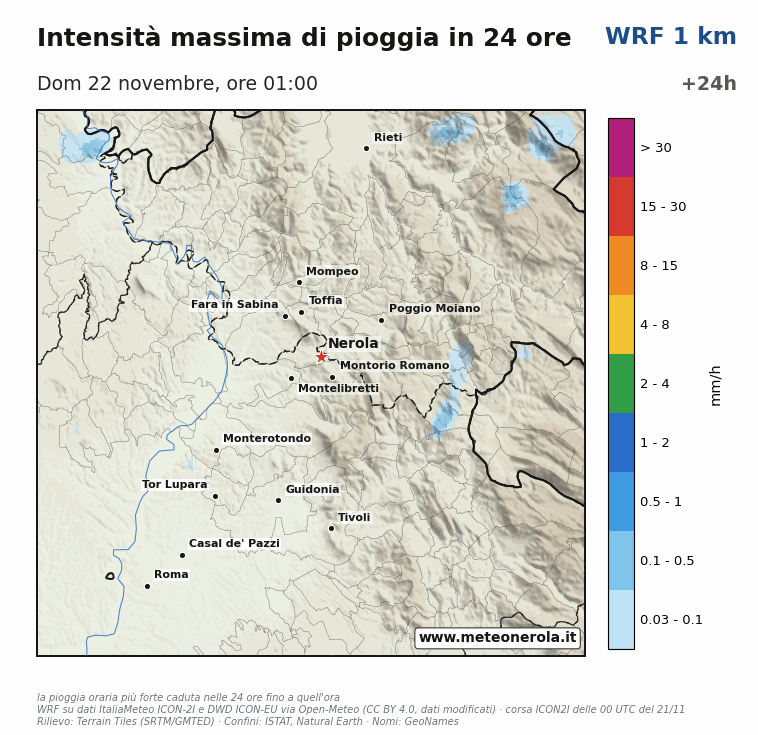 Intensità massima di pioggia in 24 ore
WRF 1 km
Dom 22 novembre, ore 01:00
+24h
Rieti
Mompeo
Toffia
Fara in Sabina
Poggio Moiano
Nerola
Montorio Romano
Montelibretti
Monterotondo
Tor Lupara
Guidonia
Tivoli
Casal de' Pazzi
Roma
www.meteonerola.it
> 30
15 - 30
8 - 15
4 - 8
2 - 4
1 - 2
0.5 - 1
0.1 - 0.5
0.03 - 0.1
mm/h
la pioggia oraria più forte caduta nelle 24 ore fino a quell'ora
WRF su dati ItaliaMeteo ICON-2I e DWD ICON-EU via Open-Meteo (CC BY 4.0, dati modificati) · corsa ICON2I delle 00 UTC del 21/11
Rilievo: Terrain Tiles (SRTM/GMTED) · Confini: ISTAT, Natural Earth · Nomi: GeoNames